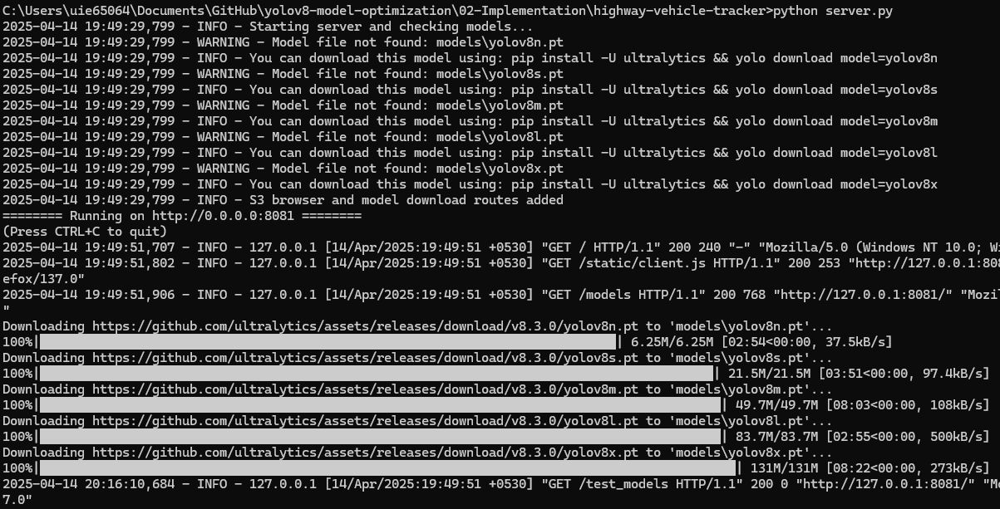 C:\Users\uie65064\Documents\GitHub\yolov8-model-optimization\02-Implementation\highway-vehicle-tracker>python server.py
2025-04-14 19:49:29,799 - INFO - Starting server and checking models...
2025-04-14 19:49:29,799 - WARNING - Model file not found: models\yolov8n.pt
2025-04-14 19:49:29,799 - INFO - You can download this model using: pip install -U ultralytics && yolo download model=yolov8n
2025-04-14 19:49:29,799 - WARNING - Model file not found: models\yolov8s.pt
2025-04-14 19:49:29,799 - INFO - You can download this model using: pip install -U ultralytics && yolo download model=yolov8s
2025-04-14 19:49:29,799 - WARNING - Model file not found: models\yolov8m.pt
2025-04-14 19:49:29,799 - INFO - You can download this model using: pip install -U ultralytics && yolo download model=yolov8m
2025-04-14 19:49:29,799 - WARNING - Model file not found: models\yolov8l.pt
2025-04-14 19:49:29,799 - INFO - You can download this model using: pip install -U ultralytics && yolo download model=yolov8l
2025-04-14 19:49:29,799 - WARNING - Model file not found: models\yolov8x.pt
2025-04-14 19:49:29,799 - INFO - You can download this model using: pip install -U ultralytics && yolo download model=yolov8x
2025-04-14 19:49:29,799 - INFO - S3 browser and model download routes added
======== Running on http://0.0.0.0:8081 ========
(Press CTRL+C to quit)
2025-04-14 19:49:51,707 - INFO - 127.0.0.1 [14/Apr/2025:19:49:51 +0530] "GET / HTTP/1.1" 200 240 "-" "Mozilla/5.0 (Windows NT 10.0; Wi
2025-04-14 19:49:51,802 - INFO - 127.0.0.1 [14/Apr/2025:19:49:51 +0530] "GET /static/client.js HTTP/1.1" 200 253 "http://127.0.0.1:808
efox/137.0"
2025-04-14 19:49:51,906 - INFO - 127.0.0.1 [14/Apr/2025:19:49:51 +0530] "GET /models HTTP/1.1" 200 768 "http://127.0.0.1:8081/" "Mozil
"
Downloading https://github.com/ultralytics/assets/releases/download/v8.3.0/yolov8n.pt to 'models\yolov8n.pt'...
100%| | 6.25M/6.25M [02:54<00:00, 37.5kB/s]
Downloading https://github.com/ultralytics/assets/releases/download/v8.3.0/yolov8s.pt to 'models\yolov8s.pt'...
100%| | 21.5M/21.5M [03:51<00:00, 97.4kB/s]
Downloading https://github.com/ultralytics/assets/releases/download/v8.3.0/yolov8m.pt to 'models\yolov8m.pt'...
100%| | 49.7M/49.7M [08:03<00:00, 108kB/s]
Downloading https://github.com/ultralytics/assets/releases/download/v8.3.0/yolov8l.pt to 'models\yolov8l.pt'...
100%| | 83.7M/83.7M [02:55<00:00, 500kB/s]
Downloading https://github.com/ultralytics/assets/releases/download/v8.3.0/yolov8x.pt to 'models\yolov8x.pt'...
100%| | 131M/131M [08:22<00:00, 273kB/s]
2025-04-14 20:16:10,684 - INFO - 127.0.0.1 [14/Apr/2025:19:49:51 +0530] "GET /test_models HTTP/1.1" 200 0 "http://127.0.0.1:8081/" "Mo
7.0"